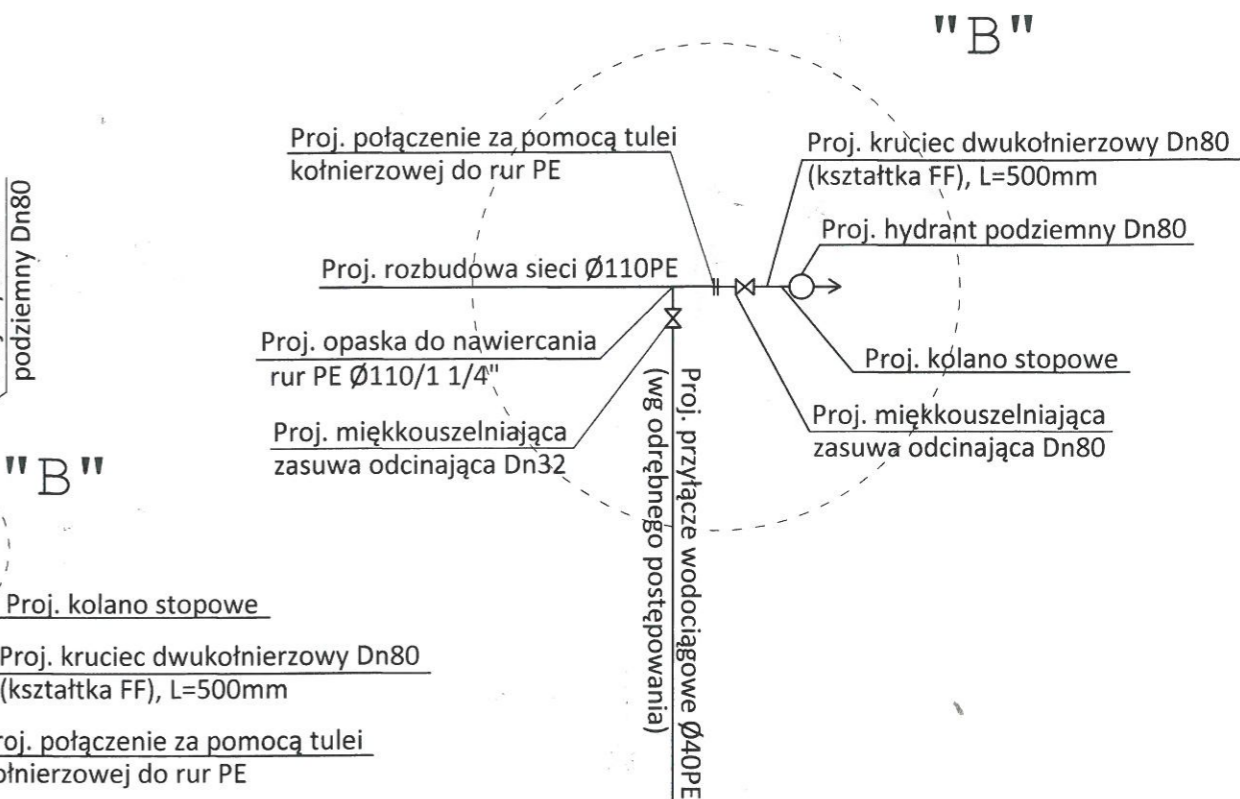 "B"
Proj. połączenie za pomocą tulei
kołnierzowej do rur PE
Proj. kruciec dwukołnierzowy Dn80
(kształtka FF), L=500mm
Proj. hydrant podziemny Dn80
Proj. rozbudowa sieci Ø110PE
Proj. opaska do nawiercania
rur PE Ø110/1 1/4"
Proj. kolano stopowe
Proj. miękkouszelniająca
zasuwa odcinająca Dn32
Proj. miękkouszelniająca
zasuwa odcinająca Dn80
Proj. przyłącze wodociągowe Ø40PE
(wg odrębnego postępowania)
podziemny Dn80
"B"
Proj. kolano stopowe
Proj. kruciec dwukołnierzowy Dn80
(kształtka FF), L=500mm
roj. połączenie za pomocą tulei
ołnierzowej do rur PE